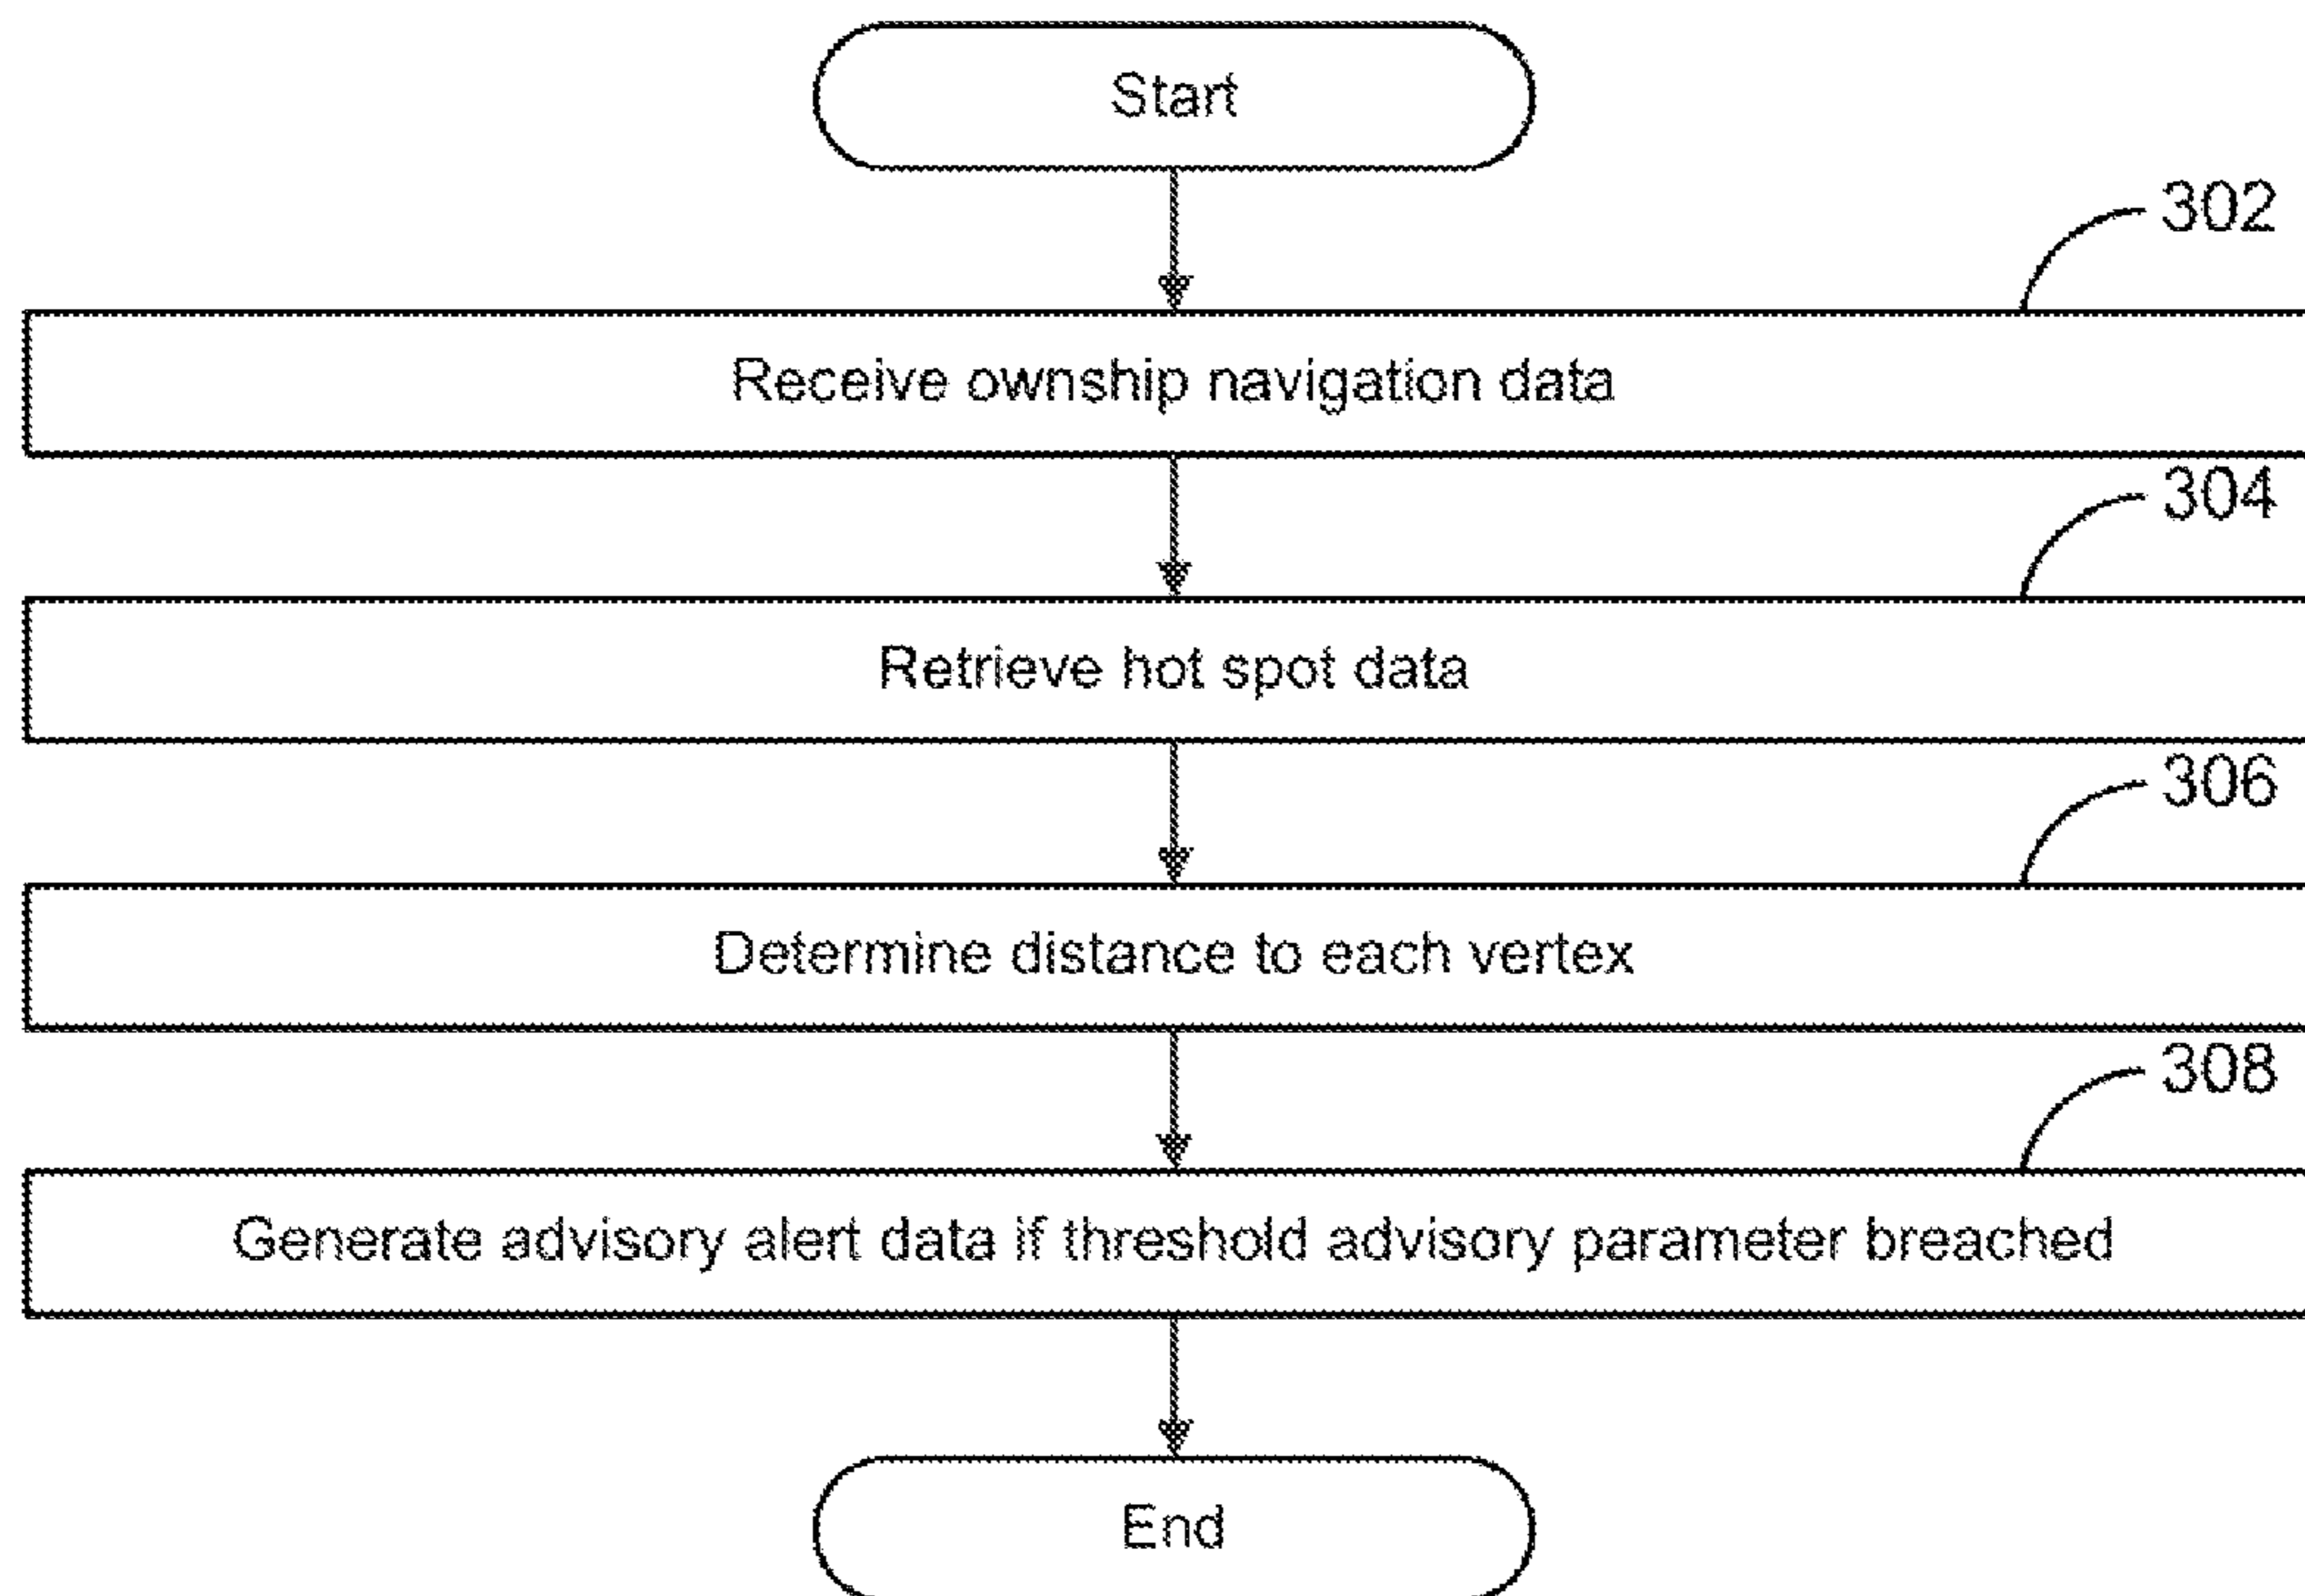 Start
302
Receive ownship navigation data
304
Retrieve hot spot data
306
Determine distance to each vertex
308
Generate advisory alert data if threshold advisory parameter breached
End